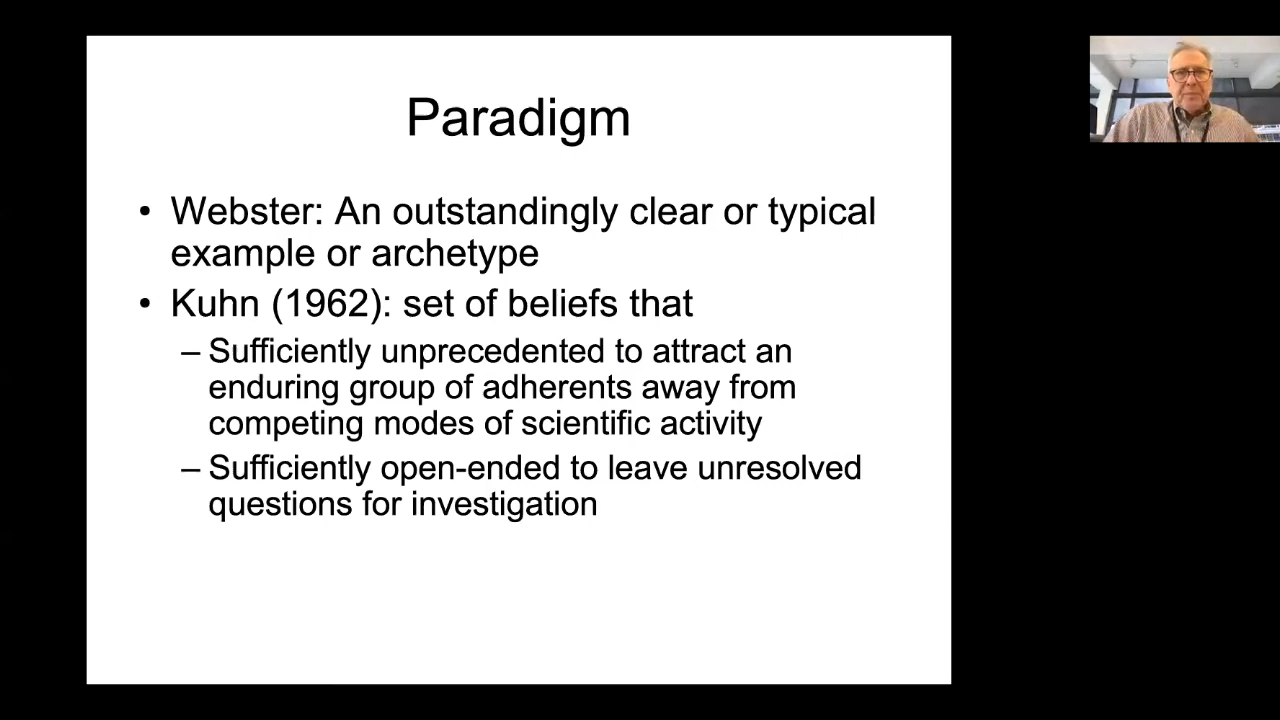 Paradigm
• Webster: An outstandingly clear or typical
example or archetype
• Kuhn (1962): set of beliefs that
– Sufficiently unprecedented to attract an
enduring group of adherents away from
competing modes of scientific activity
– Sufficiently open-ended to leave unresolved
questions for investigation